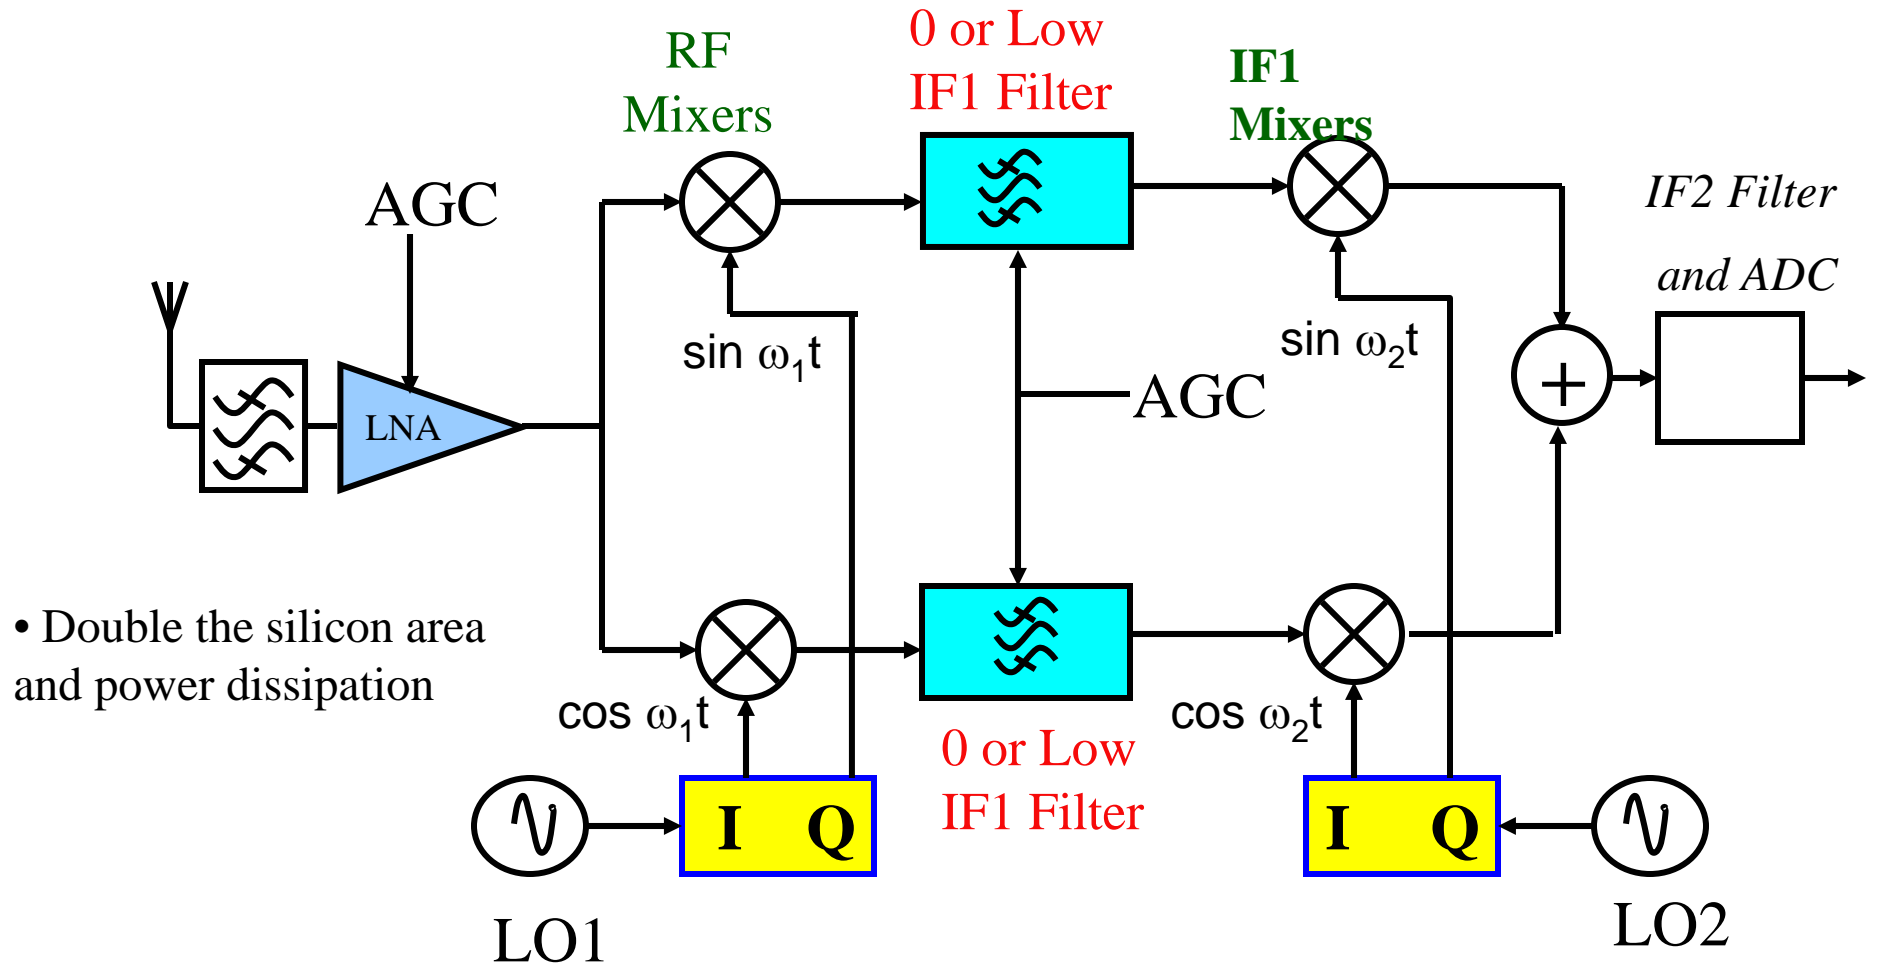 0 or Low
IF1 Filter
RF
Mixers
IF1
Mixers
AGC
IF2 Filter
and ADC
sin ω₁t
sin ω₂t
AGC
+
LNA
• Double the silicon area
and power dissipation
cos ω₁t
cos ω₂t
0 or Low
IF1 Filter
I Q
I Q
LO1
LO2